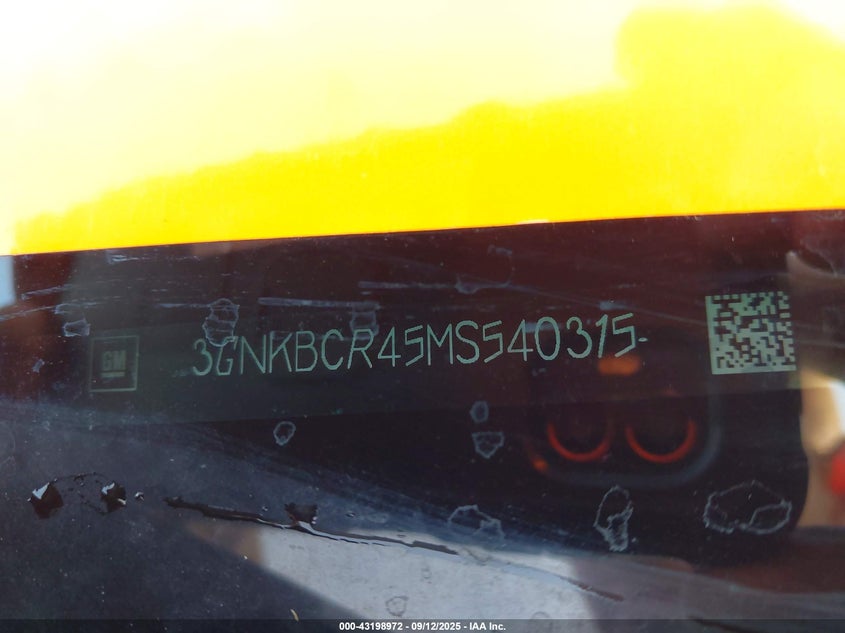 GM
3GNKBCR45MS540315
000-43198972 - 09/12/2025 - IAA Inc.